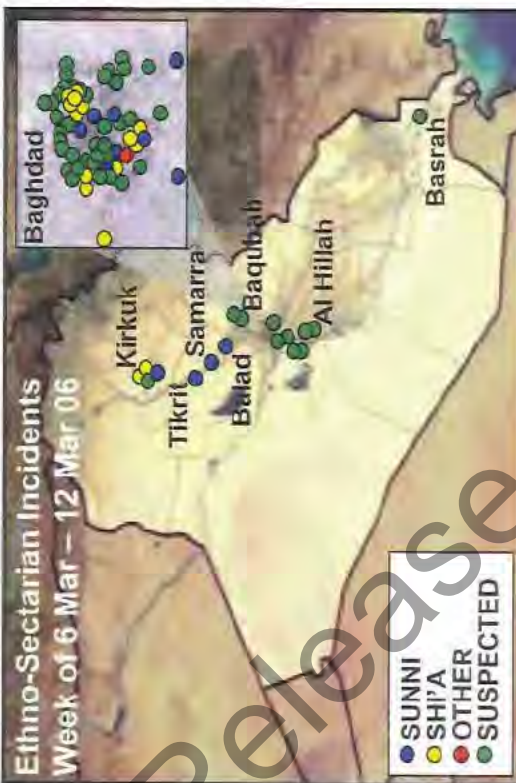 Ethno-Sectarian Incidents
Week of 6 Mar – 12 Mar 06
Baghdad
Kirkuk
Tikrit
Samarra
Balad
Baqubah
Al Hillah
Basrah
SUNNI
SHI'A
OTHER
SUSPECTED
Release